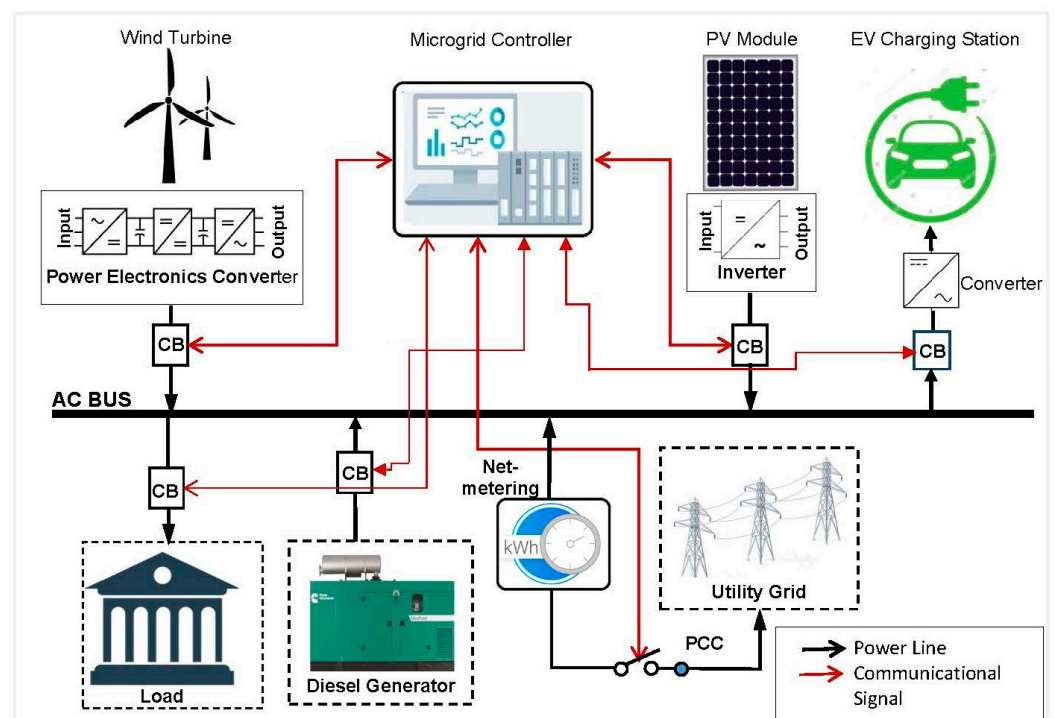 Wind Turbine
Microgrid Controller
PV Module
EV Charging Station
Input
Output
Power Electronics Converter
Input
Output
Inverter
Converter
CB
CB
CB
AC BUS
CB
CB
Net-
metering
kWh
Utility Grid
PCC
Load
Diesel Generator
Power Line
Communicational
Signal